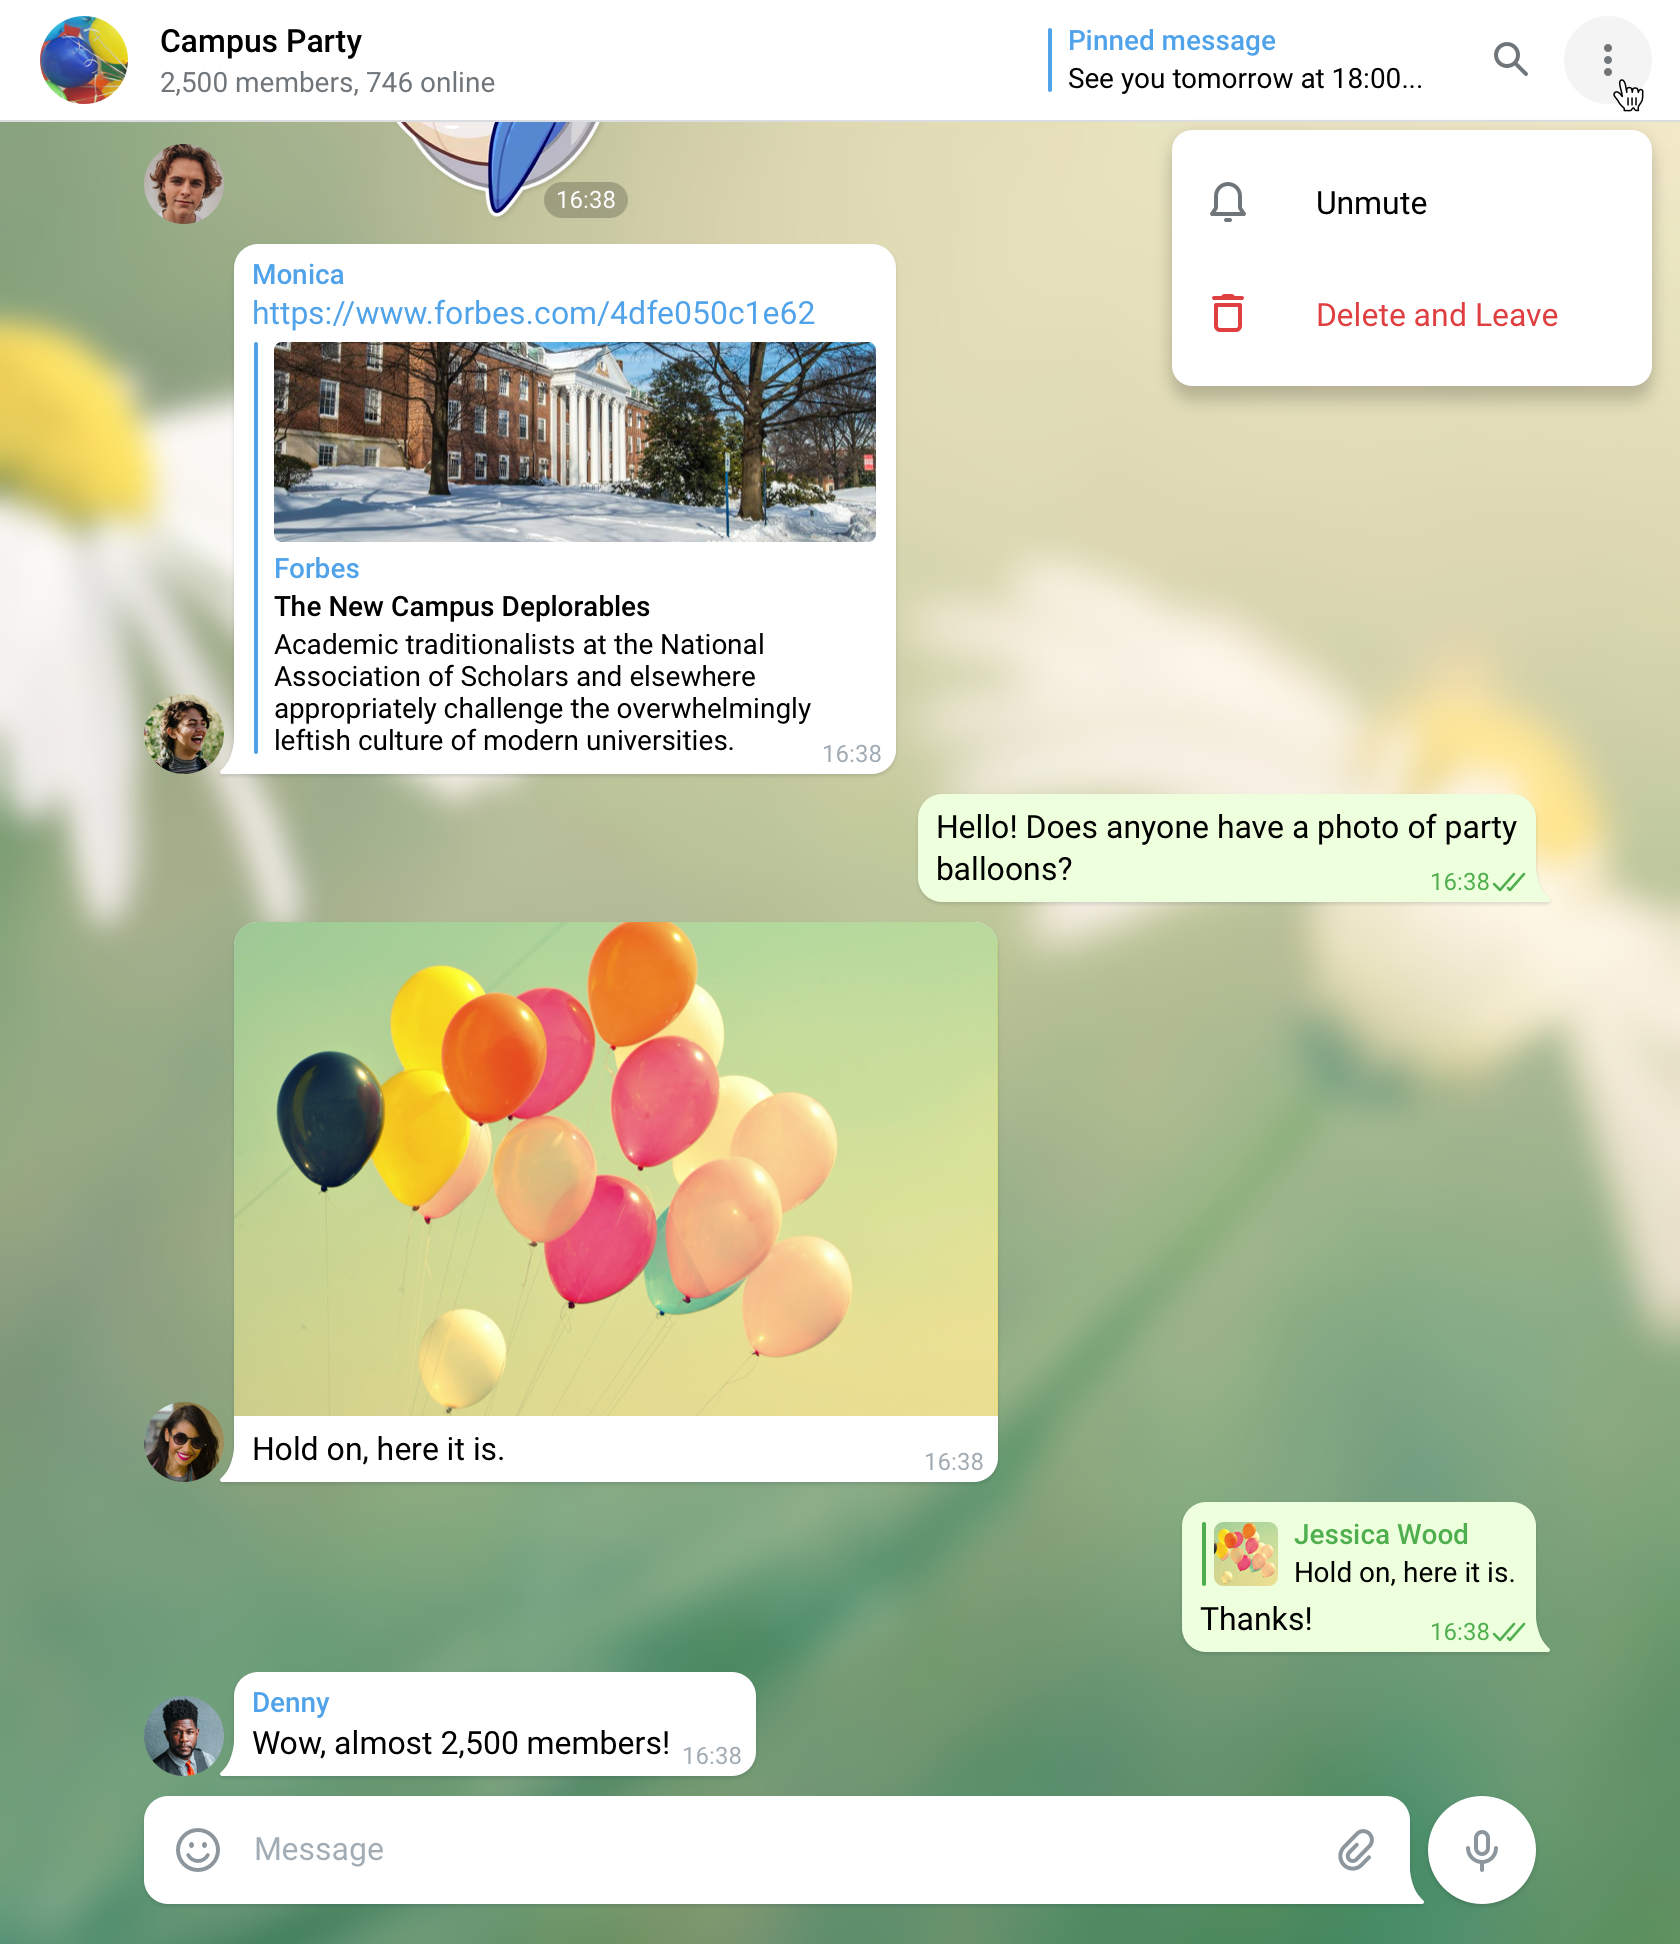 Campus Party
2,500 members, 746 online
Pinned message
See you tomorrow at 18:00...
Unmute
Delete and Leave
16:38
Monica
https://www.forbes.com/4dfe050c1e62
Forbes
The New Campus Deplorables
Academic traditionalists at the National
Association of Scholars and elsewhere
appropriately challenge the overwhelmingly
leftish culture of modern universities.
16:38
Hello! Does anyone have a photo of party
balloons?
16:38
Hold on, here it is.
16:38
Jessica Wood
Hold on, here it is.
Thanks!
16:38
Denny
Wow, almost 2,500 members!
16:38
Message